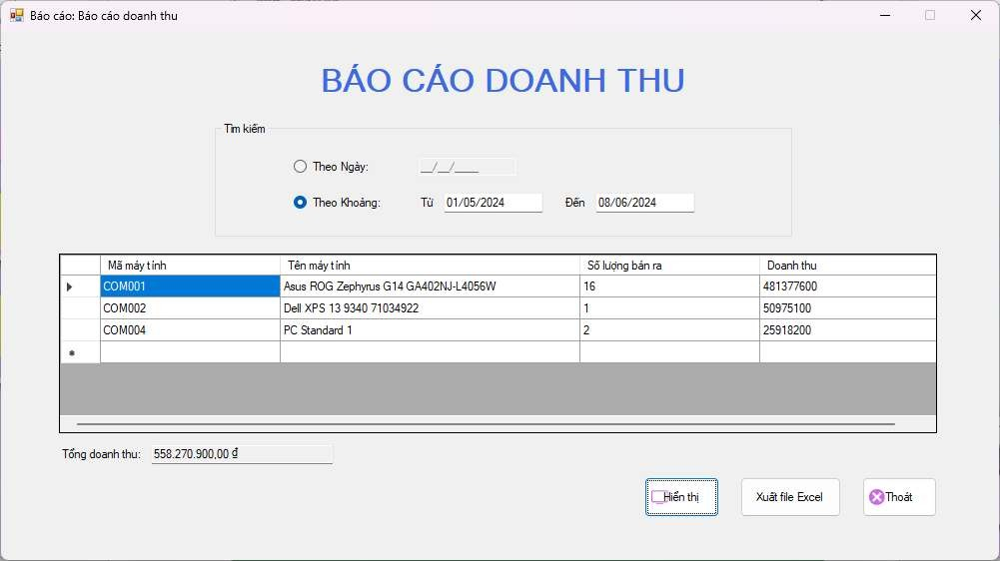 Báo cáo: Báo cáo doanh thu
BÁO CÁO DOANH THU
Tìm kiếm
Theo Ngày: __/__/____
Theo Khoảng: Từ 01/05/2024 Đến 08/06/2024
Mã máy tính Tên máy tính Số lượng bán ra Doanh thu
COM001 Asus ROG Zephyrus G14 GA402NJ-L4056W 16 481377600
COM002 Dell XPS 13 9340 71034922 1 50975100
COM004 PC Standard 1 2 25918200
Tổng doanh thu: 558.270.900,00 ₫
Hiển thị Xuất file Excel Thoát